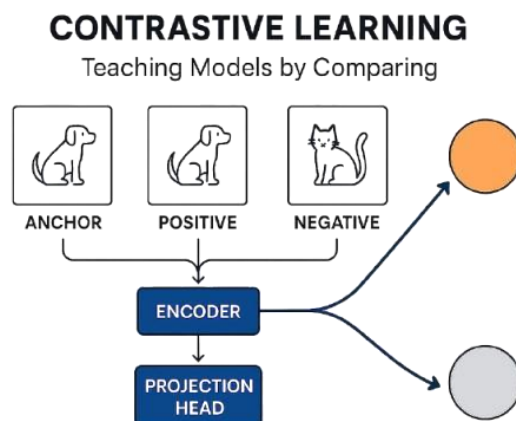 CONTRASTIVE LEARNING
Teaching Models by Comparing
ANCHOR
POSITIVE
NEGATIVE
ENCODER
PROJECTION
HEAD